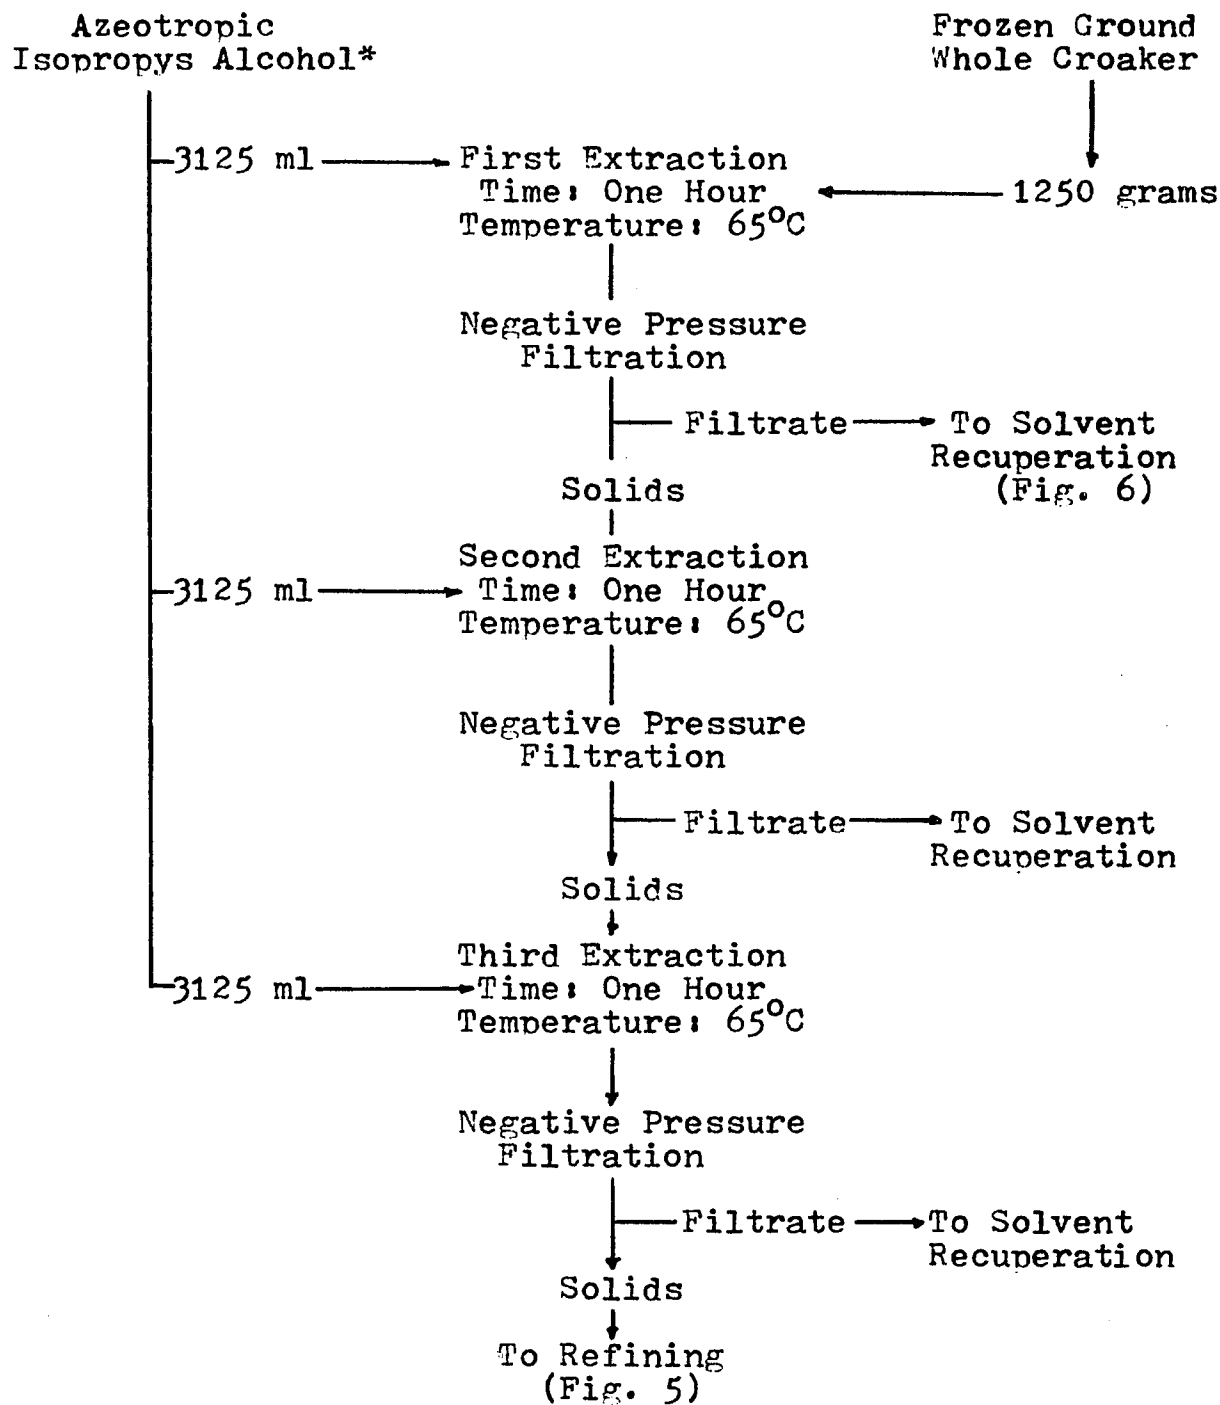 Azeotropic
Isopropys Alcohol*
Frozen Ground
Whole Croaker
3125 ml
First Extraction
Time: One Hour
Temperature: 65°C
1250 grams
Negative Pressure
Filtration
Filtrate
To Solvent
Recuperation
(Fig. 6)
Solids
Second Extraction
3125 ml
Time: One Hour
Temperature: 65°C
Negative Pressure
Filtration
Filtrate
To Solvent
Recuperation
Solids
Third Extraction
3125 ml
Time: One Hour
Temperature: 65°C
Negative Pressure
Filtration
Filtrate
To Solvent
Recuperation
Solids
To Refining
(Fig. 5)